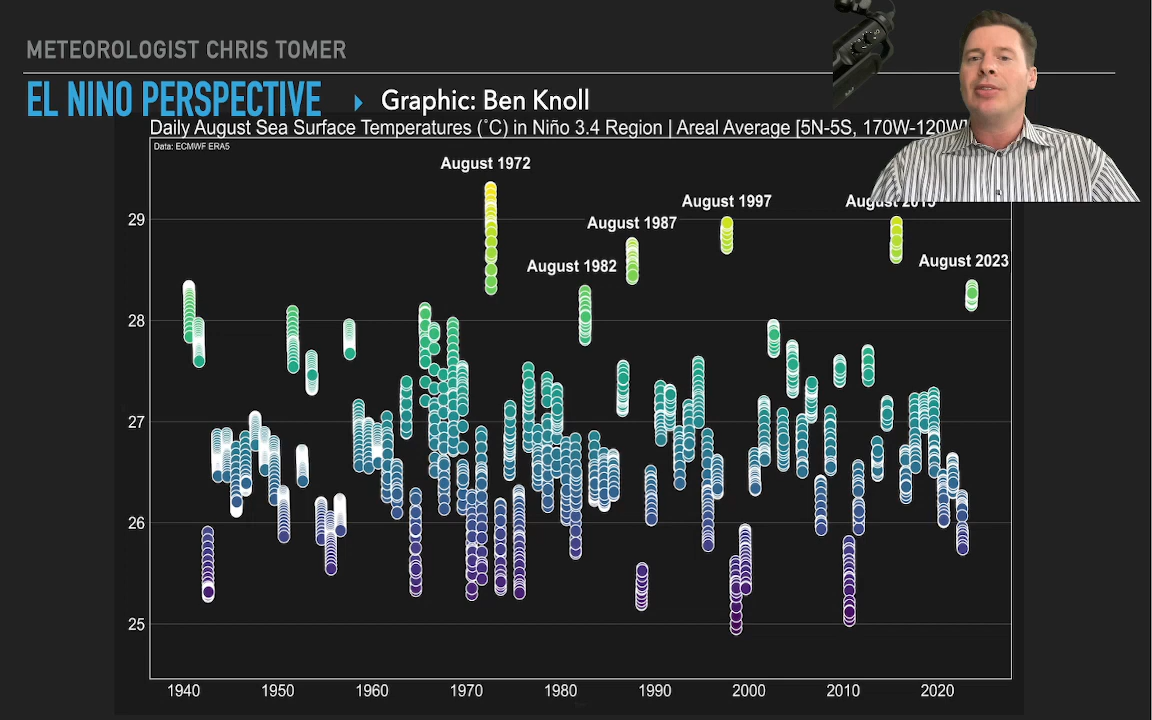 METEOROLOGIST CHRIS TOMER
EL NINO PERSPECTIVE
Graphic: Ben Knoll
Daily August Sea Surface Temperatures (˚C) in Niño 3.4 Region | Areal Average [5N-5S, 170W-120W]
Data: ECMWF ERA5
August 1972
August 1997
August 2015
August 1987
August 1982
August 2023
29
28
27
26
25
1940
1950
1960
1970
1980
1990
2000
2010
2020